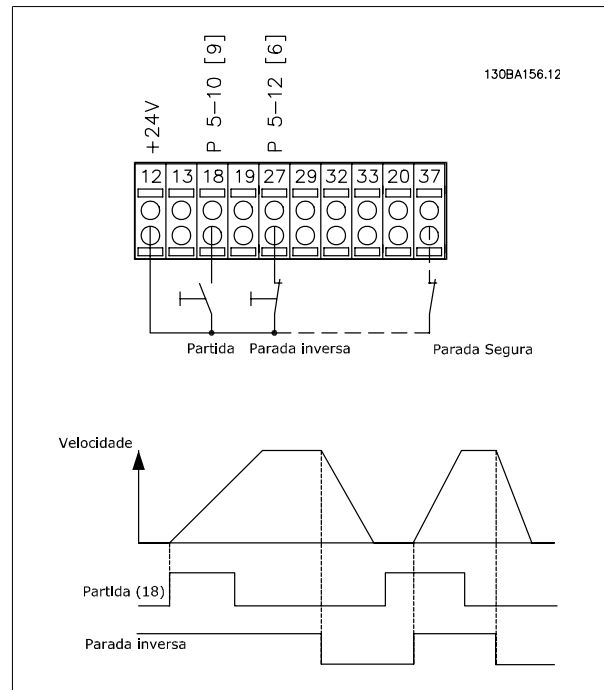 130BA156.12
+24V
P 5-10 [9]
P 5-12 [6]
12 13 18 19 27 29 32 33 20 37
Partida Parada inversa Parada Segura
Velocidade
Partida (18)
Parada inversa